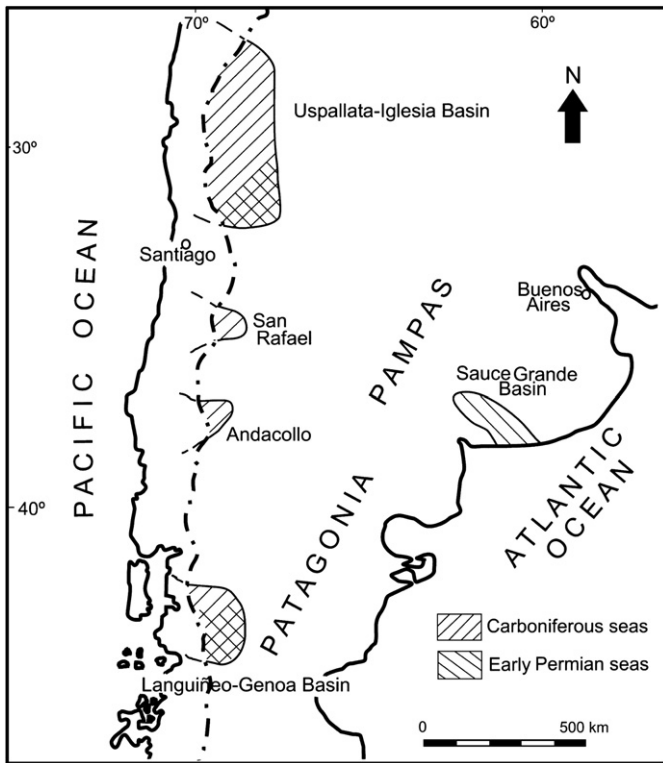 70º
60º
N
Uspallata-Iglesia Basin
30º
PACIFIC OCEAN
Santiago
Buenos
Aires
San
Rafael
PAMPAS
Sauce Grande
Basin
Andacollo
ATLANTIC
OCEAN
40º
PATAGONIA
Carboniferous seas
Early Permian seas
Languiñeo-Genoa Basin
0
500 km